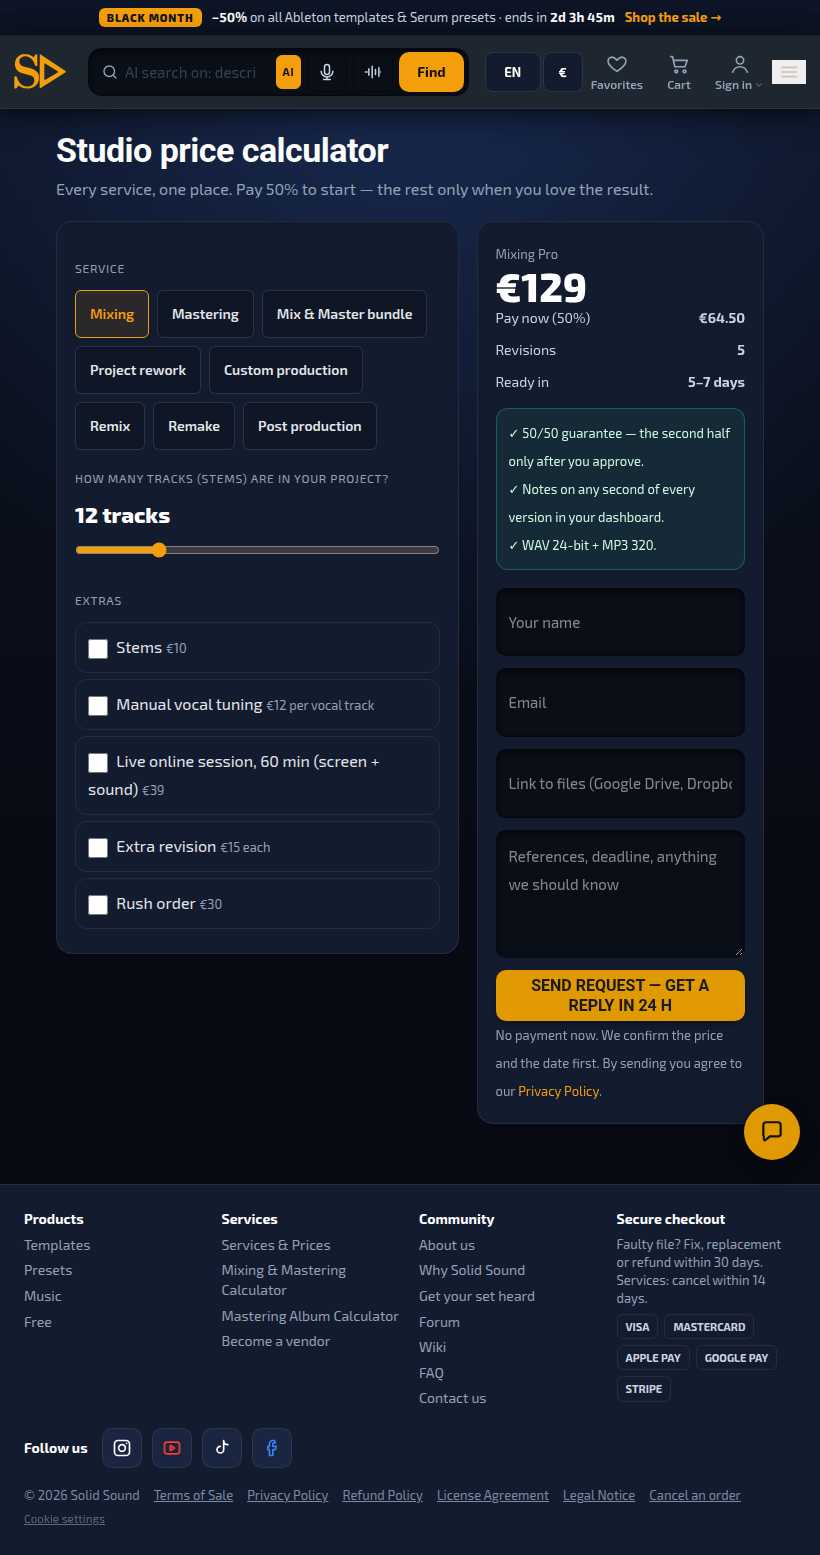 BLACK MONTH −50% on all Ableton templates & Serum presets · ends in 2d 3h 45m Shop the sale →
AI search on: descri AI Find EN € Favorites Cart Sign in
Studio price calculator
Every service, one place. Pay 50% to start — the rest only when you love the result.
SERVICE
Mixing Mastering Mix & Master bundle
Project rework Custom production
Remix Remake Post production
HOW MANY TRACKS (STEMS) ARE IN YOUR PROJECT?
12 tracks
EXTRAS
Stems €10
Manual vocal tuning €12 per vocal track
Live online session, 60 min (screen +
sound) €39
Extra revision €15 each
Rush order €30
Mixing Pro
€129
Pay now (50%) €64.50
Revisions 5
Ready in 5–7 days
✓ 50/50 guarantee — the second half
only after you approve.
✓ Notes on any second of every
version in your dashboard.
✓ WAV 24-bit + MP3 320.
Your name
Email
Link to files (Google Drive, Dropbo
References, deadline, anything
we should know
SEND REQUEST — GET A
REPLY IN 24 H
No payment now. We confirm the price
and the date first. By sending you agree to
our Privacy Policy.
Products
Templates
Presets
Music
Free
Services
Services & Prices
Mixing & Mastering
Calculator
Mastering Album Calculator
Become a vendor
Community
About us
Why Solid Sound
Get your set heard
Forum
Wiki
FAQ
Contact us
Secure checkout
Faulty file? Fix, replacement
or refund within 30 days.
Services: cancel within 14
days.
VISA MASTERCARD
APPLE PAY GOOGLE PAY
STRIPE
Follow us
© 2026 Solid Sound Terms of Sale Privacy Policy Refund Policy License Agreement Legal Notice Cancel an order
Cookie settings